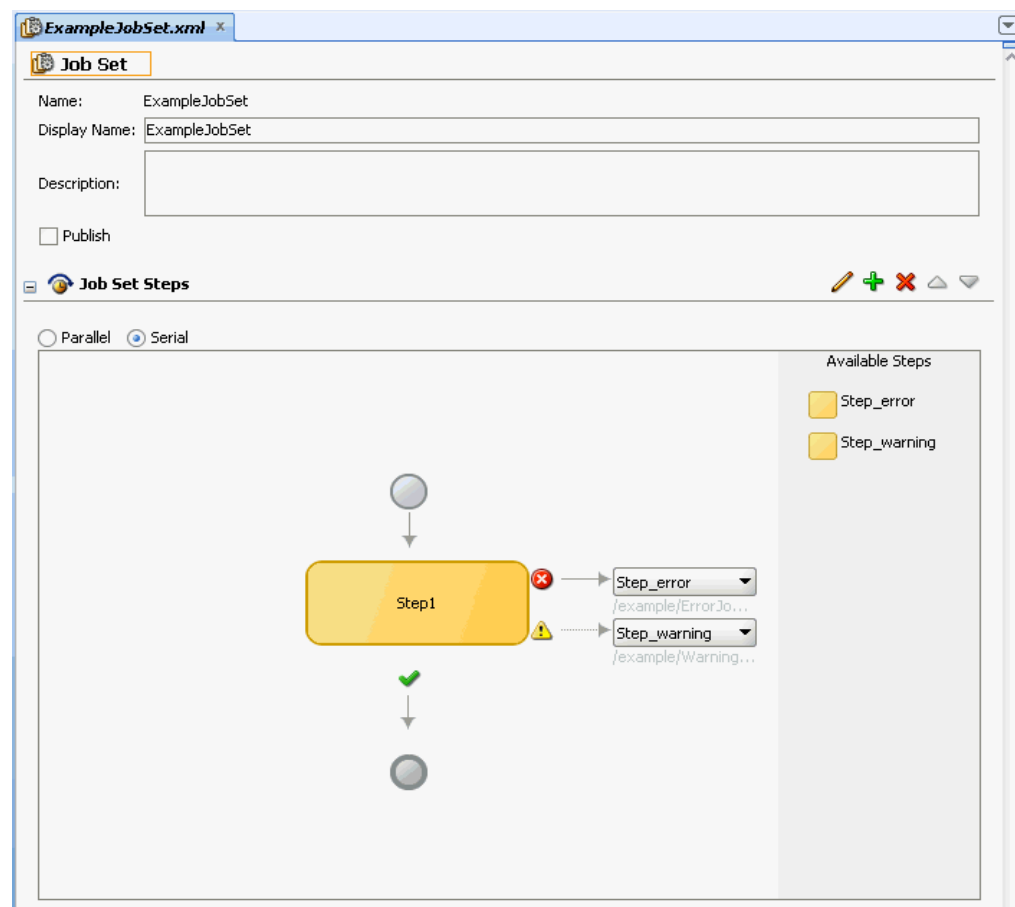 ExampleJobSet.xml
Job Set
Name: ExampleJobSet
Display Name: ExampleJobSet
Description:
Publish
Job Set Steps
Parallel Serial
Available Steps
Step_error
Step_warning
Step1
Step_error
/example/ErrorJo...
Step_warning
/example/Warning...